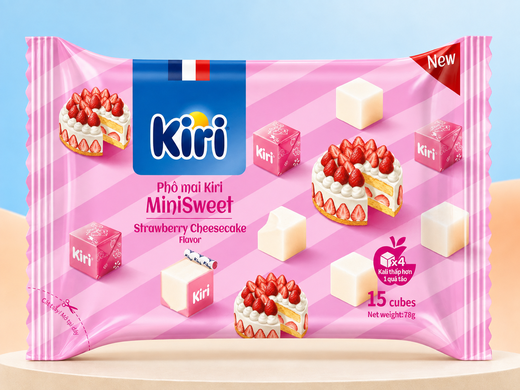 New
Kiri
Phô mai Kiri
MiniSweet
Strawberry Cheesecake
Flavor
Kiri
Kiri
Kiri
x4
Kali thấp hơn
1 quả táo
15 cubes
Net weight:78g